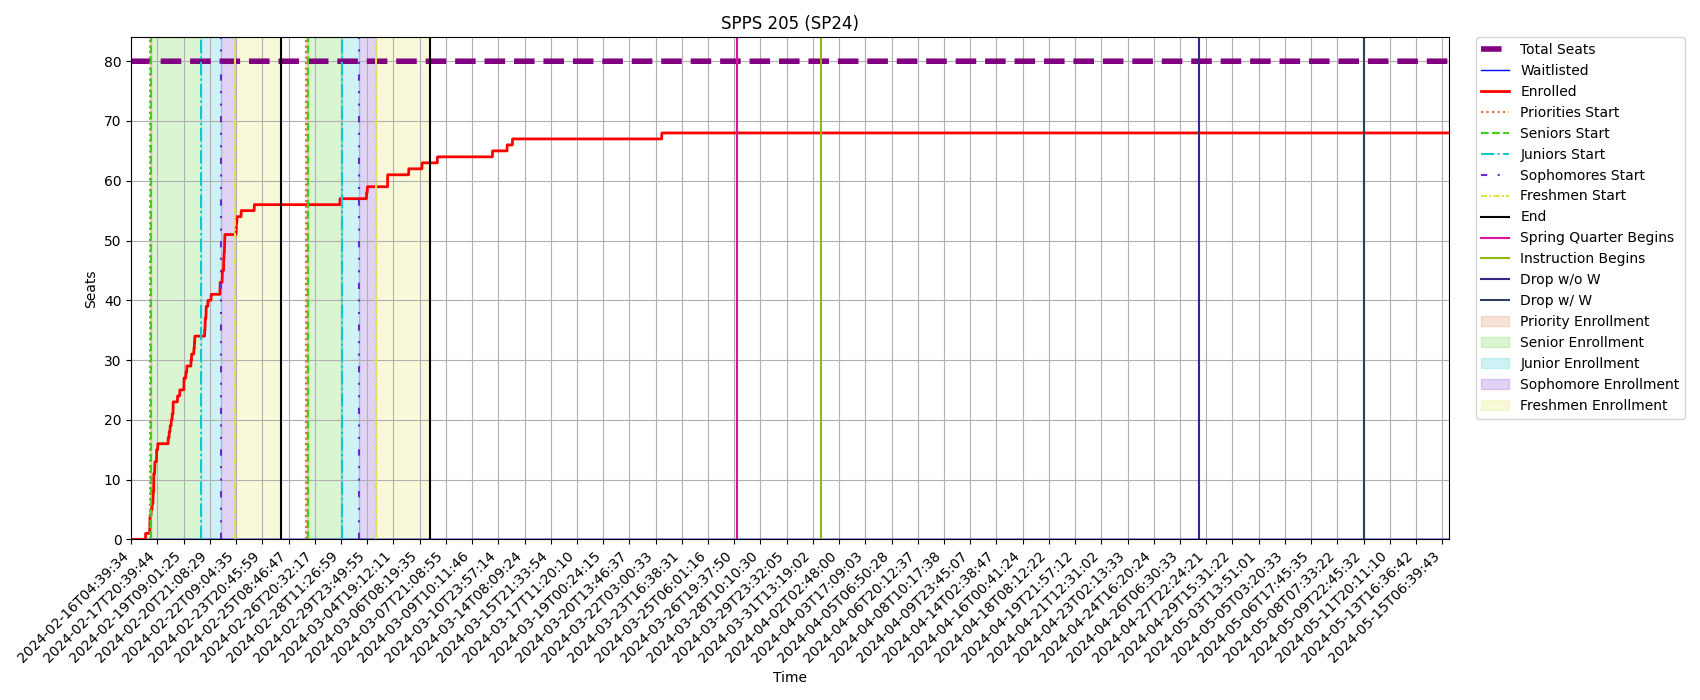 SPPS 205 (SP24)
Seats
80
70
60
50
40
30
20
10
0
2024-02-16T04:39:34
2024-02-17T20:39:44
2024-02-19T09:01:25
2024-02-20T21:08:29
2024-02-22T09:04:35
2024-02-23T20:45:59
2024-02-25T08:46:47
2024-02-26T20:32:17
2024-02-28T11:26:59
2024-02-29T23:49:55
2024-03-04T19:12:11
2024-03-06T08:19:35
2024-03-07T21:08:55
2024-03-09T10:11:46
2024-03-10T23:57:14
2024-03-14T08:09:24
2024-03-15T21:33:54
2024-03-17T11:20:10
2024-03-19T00:24:15
2024-03-20T13:46:37
2024-03-22T03:00:33
2024-03-23T16:38:31
2024-03-25T06:01:16
2024-03-26T19:37:50
2024-03-28T10:10:30
2024-03-29T23:32:05
2024-03-31T13:19:02
2024-04-02T02:48:00
2024-04-03T17:09:03
2024-04-05T06:50:28
2024-04-06T20:12:37
2024-04-08T10:17:38
2024-04-09T23:45:07
2024-04-14T02:38:47
2024-04-16T00:41:24
2024-04-18T08:12:22
2024-04-19T21:57:12
2024-04-21T12:31:02
2024-04-23T02:13:33
2024-04-24T16:20:24
2024-04-26T06:30:33
2024-04-27T22:24:21
2024-04-29T15:31:22
2024-05-03T13:51:01
2024-05-05T03:20:33
2024-05-06T17:45:35
2024-05-08T07:33:22
2024-05-09T22:45:32
2024-05-11T20:11:10
2024-05-13T16:36:42
2024-05-15T06:39:43
Time
Total Seats
Waitlisted
Enrolled
Priorities Start
Seniors Start
Juniors Start
Sophomores Start
Freshmen Start
End
Spring Quarter Begins
Instruction Begins
Drop w/o W
Drop w/ W
Priority Enrollment
Senior Enrollment
Junior Enrollment
Sophomore Enrollment
Freshmen Enrollment